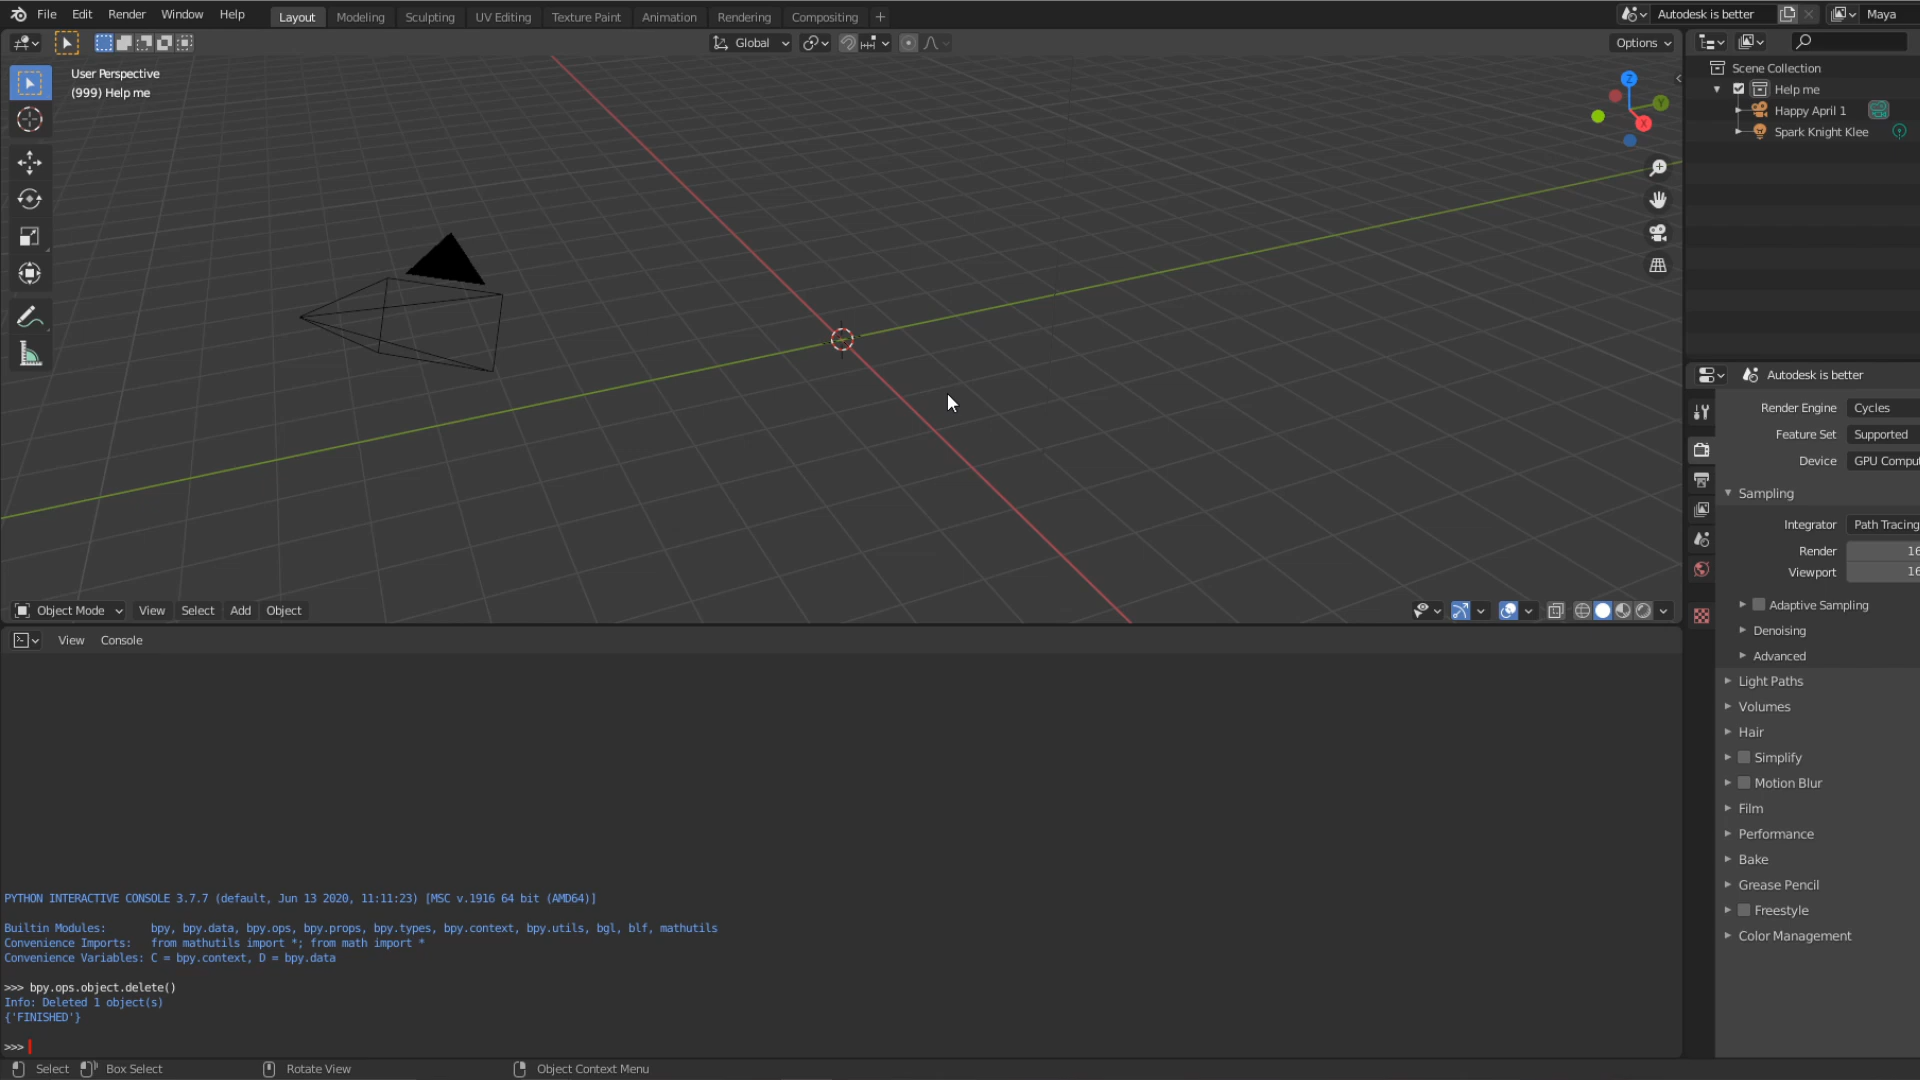 File Edit Render Window Help
Layout Modeling Sculpting UV Editing Texture Paint Animation Rendering Compositing +
Autodesk is better
Maya
Global
Options
User Perspective
(999) Help me
Z
Y
X
Scene Collection
Help me
Happy April 1
Spark Knight Klee
Autodesk is better
Render Engine Cycles
Feature Set Supported
Device GPU Compu
Sampling
Integrator Path Tracing
Render 16
Viewport 16
Adaptive Sampling
Denoising
Advanced
Light Paths
Volumes
Hair
Simplify
Motion Blur
Film
Performance
Bake
Grease Pencil
Freestyle
Color Management
Object Mode View Select Add Object
View Console
PYTHON INTERACTIVE CONSOLE 3.7.7 (default, Jun 13 2020, 11:11:23) [MSC v.1916 64 bit (AMD64)]
Builtin Modules: bpy, bpy.data, bpy.ops, bpy.props, bpy.types, bpy.context, bpy.utils, bgl, blf, mathutils
Convenience Imports: from mathutils import *; from math import *
Convenience Variables: C = bpy.context, D = bpy.data
>>> bpy.ops.object.delete()
Info: Deleted 1 object(s)
{'FINISHED'}
>>>
Select Box Select Rotate View Object Context Menu